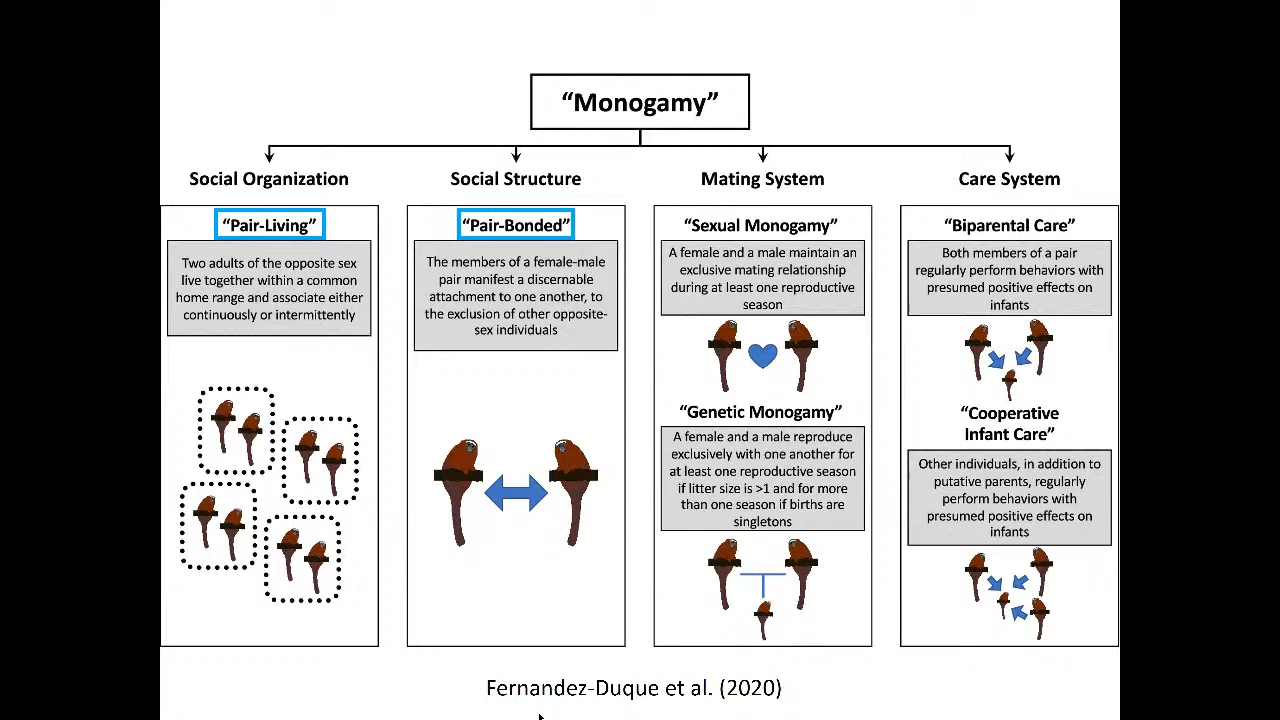 “Monogamy”
Social Organization
Social Structure
Mating System
Care System
“Pair-Living”
Two adults of the opposite sex
live together within a common
home range and associate either
continuously or intermittently
“Pair-Bonded”
The members of a female-male
pair manifest a discernable
attachment to one another, to
the exclusion of other opposite-
sex individuals
“Sexual Monogamy”
A female and a male maintain an
exclusive mating relationship
during at least one reproductive
season
“Genetic Monogamy”
A female and a male reproduce
exclusively with one another for
at least one reproductive season
if litter size is >1 and for more
than one season if births are
singletons
“Biparental Care”
Both members of a pair
regularly perform behaviors with
presumed positive effects on
infants
“Cooperative
Infant Care”
Other individuals, in addition to
putative parents, regularly
perform behaviors with
presumed positive effects on
infants
Fernandez-Duque et al. (2020)